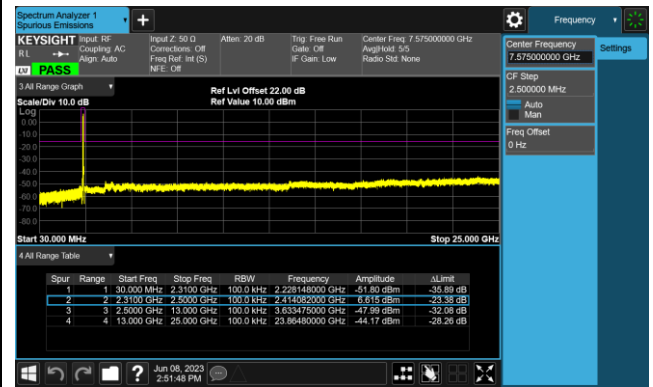 Spectrum Analyzer 1
Spurious Emissions
Frequency
KEYSIGHT
RL
PASS
Input: RF
Coupling: AC
Align: Auto
Input Z: 50 Ω
Corrections: Off
Freq Ref: Int (S)
NFE: Off
Atten: 20 dB
Trig: Free Run
Gate: Off
IF Gain: Low
Center Freq: 7.575000000 GHz
Avg|Hold: 5/5
Radio Std: None
Center Frequency
7.575000000 GHz
Settings
CF Step
2.500000 MHz
Auto
Man
Freq Offset
0 Hz
3 All Range Graph
Scale/Div 10.0 dB
Ref Lvl Offset 22.00 dB
Ref Value 10.00 dBm
Log
0.00
-10.0
-20.0
-30.0
-40.0
-50.0
-60.0
-70.0
-80.0
Start 30.000 MHz Stop 25.000 GHz
4 All Range Table
Spur Range Start Freq Stop Freq RBW Frequency Amplitude ΔLimit
1 1 30.000 MHz 2.3100 GHz 100.0 kHz 2.228148000 GHz -51.80 dBm -35.89 dB
2 2 2.3100 GHz 2.5000 GHz 100.0 kHz 2.414082000 GHz 6.615 dBm -23.38 dB
3 3 2.5000 GHz 13.000 GHz 100.0 kHz 3.633475000 GHz -47.99 dBm -32.08 dB
4 4 13.000 GHz 25.000 GHz 100.0 kHz 23.86480000 GHz -44.17 dBm -28.26 dB
?
Jun 08, 2023
2:51:48 PM